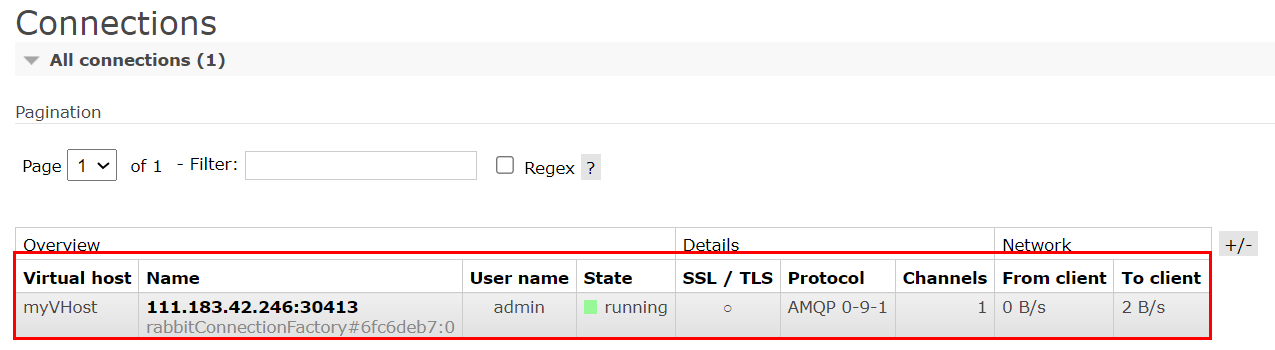 Connections
All connections (1)
Pagination
Page 1 of 1 - Filter: Regex ?
Overview Details Network +/-
Virtual host Name User name State SSL / TLS Protocol Channels From client To client
myVHost 111.183.42.246:30413 admin running ○ AMQP 0-9-1 1 0 B/s 2 B/s
rabbitConnectionFactory#6fc6deb7:0